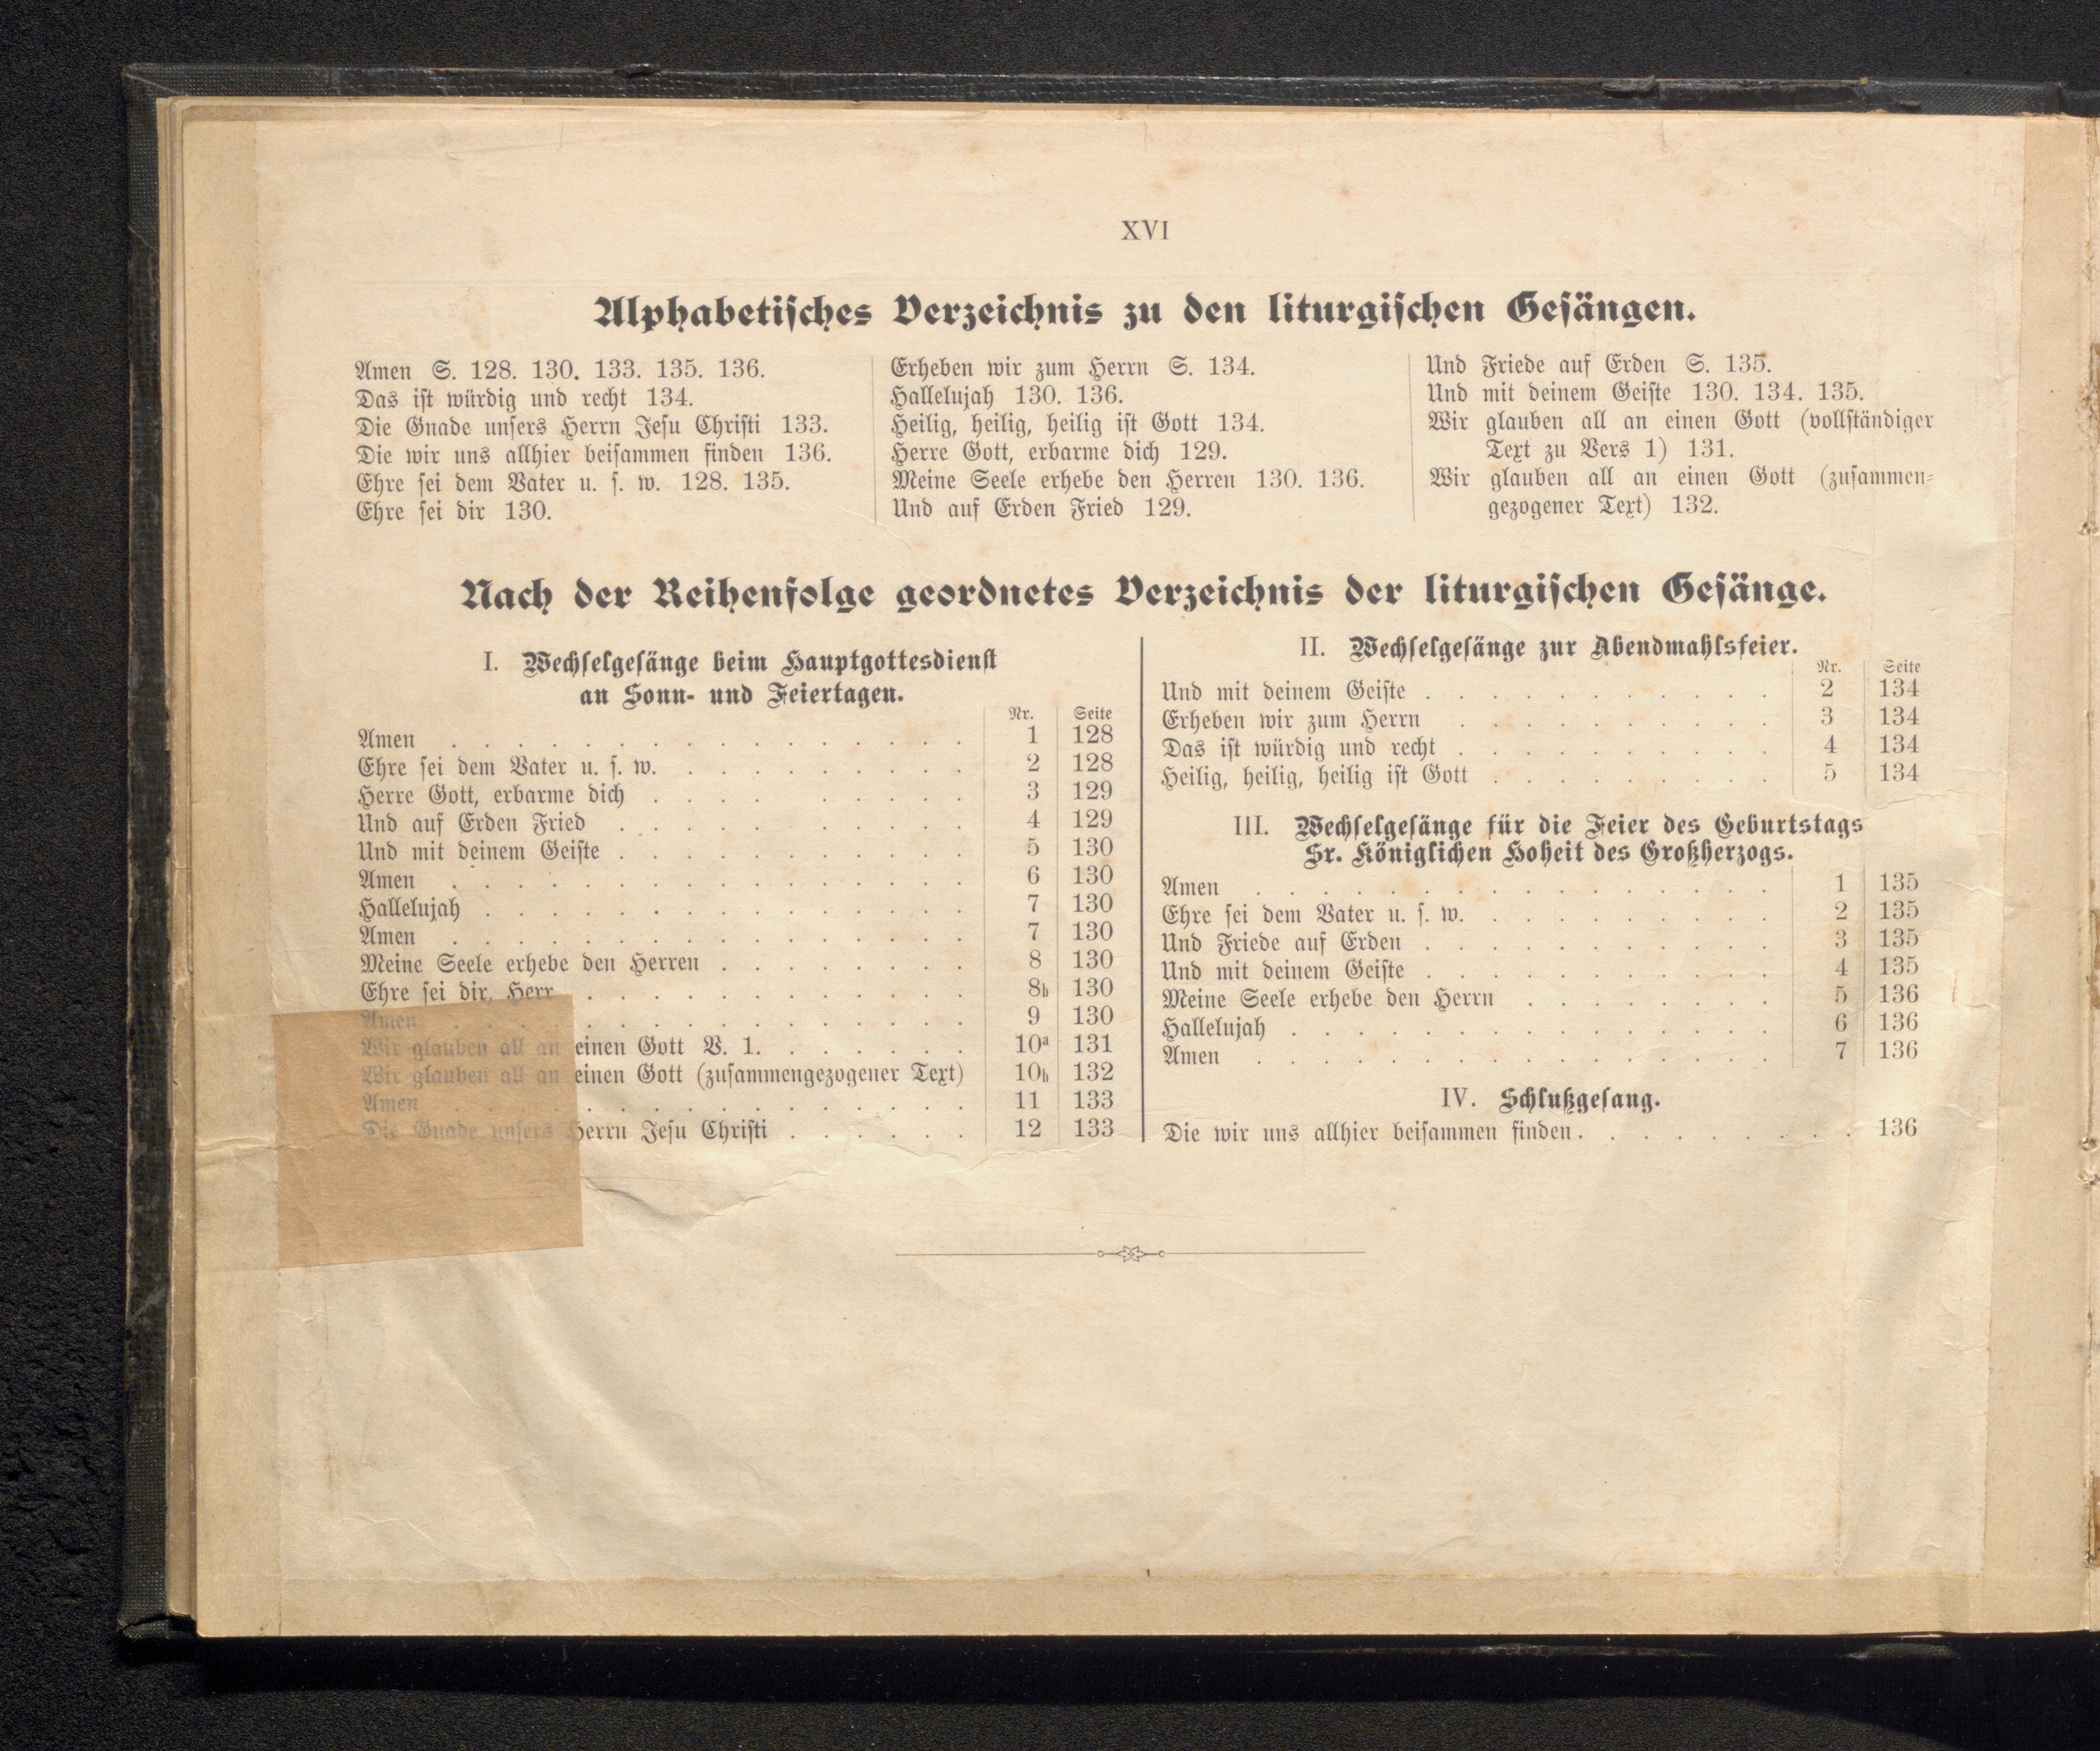 XVI
Alphabetisches Verzeichnis zu den liturgischen Gesängen.
Amen S. 128. 130. 133. 135. 136.
Das ist würdig und recht 134.
Die Gnade unsers Herrn Jesu Christi 133.
Die wir uns allhier beisammen finden 136.
Ehre sei dem Vater u. s. w. 128. 135.
Ehre sei dir 130.
Erheben wir zum Herrn S. 134.
Hallelujah 130. 136.
Heilig, heilig, heilig ist Gott 134.
Herre Gott, erbarme dich 129.
Meine Seele erhebe den Herren 130. 136.
Und auf Erden Fried 129.
Und Friede auf Erden S. 135.
Und mit deinem Geiste 130. 134. 135.
Wir glauben all an einen Gott (vollständiger
Text zu Vers 1) 131.
Wir glauben all an einen Gott (zusammen-
gezogener Text) 132.
Nach der Reihenfolge geordnetes Verzeichnis der liturgischen Gesänge.
I. Wechselgesänge beim Hauptgottesdienst
an Sonn- und Feiertagen.
Nr. Seite
Amen . . . . . . . . . . . . . . . . 1 128
Ehre sei dem Vater u. s. w. . . . . . . . . . 2 128
Herre Gott, erbarme dich . . . . . . . . . 3 129
Und auf Erden Fried . . . . . . . . . . 4 129
Und mit deinem Geiste . . . . . . . . . . . 5 130
Amen . . . . . . . . . . . . . . . . 6 130
Hallelujah . . . . . . . . . . . . . . . 7 130
Amen . . . . . . . . . . . . . . . . 7 130
Meine Seele erhebe den Herren . . . . . . . . 8 130
Ehre sei dir, Herr . . . . . . . . . . . . 8b 130
Amen . . . . . . . . . . . . . . . . 9 130
Wir glauben all an einen Gott V. 1. . . . . . . 10a 131
Wir glauben all an einen Gott (zusammengezogener Text) 10b 132
Amen . . . . . . . . . . . . . . . . 11 133
Die Gnade unsers Herrn Jesu Christi . . . . . . 12 133
II. Wechselgesänge zur Abendmahlsfeier.
Nr. Seite
Und mit deinem Geiste . . . . . . . . . . . 2 134
Erheben wir zum Herrn . . . . . . . . . . 3 134
Das ist würdig und recht . . . . . . . . . . 4 134
Heilig, heilig, heilig ist Gott . . . . . . . . . 5 134
III. Wechselgesänge für die Feier des Geburtstags
Sr. Königlichen Hoheit des Großherzogs.
Amen . . . . . . . . . . . . . . . . 1 135
Ehre sei dem Vater u. s. w. . . . . . . . . . 2 135
Und Friede auf Erden . . . . . . . . . . . 3 135
Und mit deinem Geiste . . . . . . . . . . . 4 135
Meine Seele erhebe den Herrn . . . . . . . . 5 136
Hallelujah . . . . . . . . . . . . . . . 6 136
Amen . . . . . . . . . . . . . . . . 7 136
IV. Schlußgesang.
Die wir uns allhier beisammen finden . . . . . . . . . 136